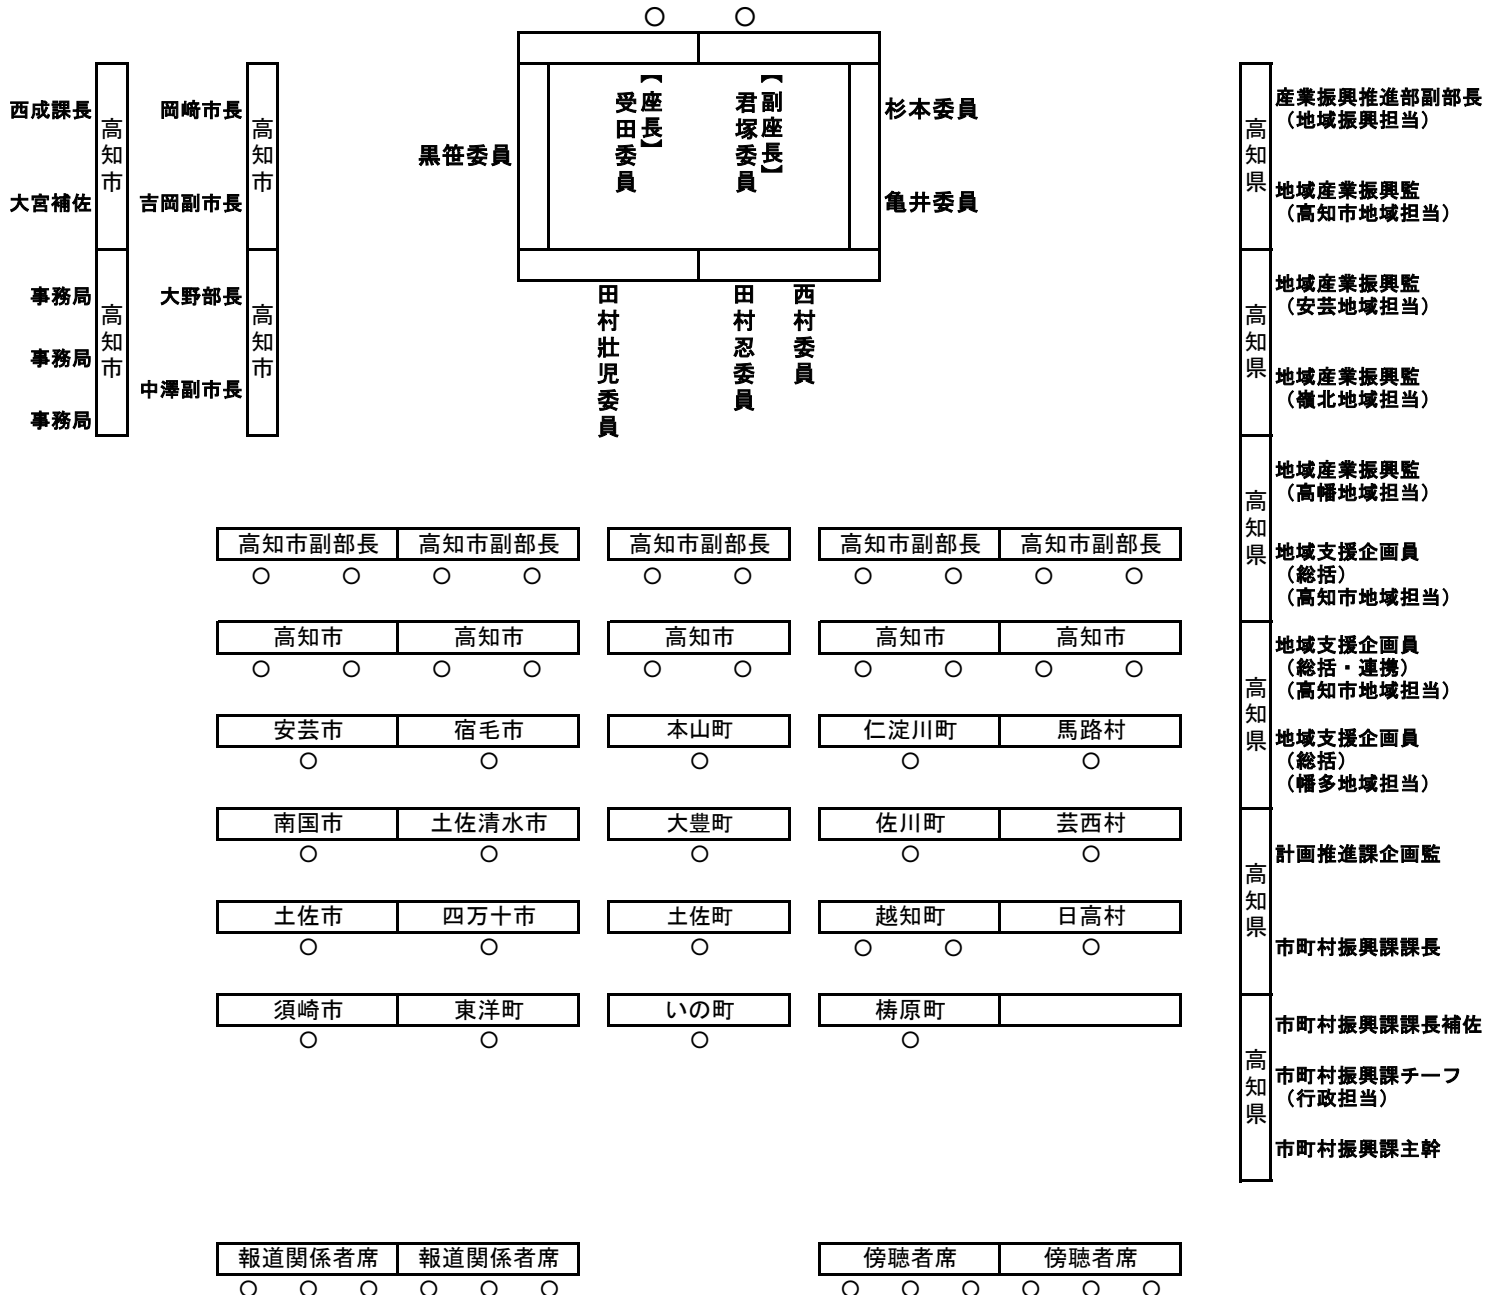 ○ ○
【座長】
受田委員
【副座長】
君塚委員
黒笹委員
杉本委員
亀井委員
田村壯児委員
田村忍委員
西村委員
西成課長
大宮補佐
高知市
事務局
事務局
事務局
高知市
岡﨑市長
吉岡副市長
高知市
大野部長
中澤副市長
高知市
高知市副部長 高知市副部長 高知市副部長 高知市副部長 高知市副部長
○ ○ ○ ○ ○ ○ ○ ○ ○ ○
高知市 高知市 高知市 高知市 高知市
○ ○ ○ ○ ○ ○ ○ ○ ○ ○
安芸市 宿毛市 本山町 仁淀川町 馬路村
○ ○ ○ ○ ○
南国市 土佐清水市 大豊町 佐川町 芸西村
○ ○ ○ ○ ○
土佐市 四万十市 土佐町 越知町 日高村
○ ○ ○ ○ ○ ○
須崎市 東洋町 いの町 梼原町
○ ○ ○ ○
報道関係者席 報道関係者席 傍聴者席 傍聴者席
○ ○ ○ ○ ○ ○ ○ ○ ○ ○ ○ ○
高知県
産業振興推進部副部長
（地域振興担当）
地域産業振興監
（高知市地域担当）
高知県
地域産業振興監
（安芸地域担当）
地域産業振興監
（嶺北地域担当）
高知県
地域産業振興監
（高幡地域担当）
地域支援企画員
（総括）
（高知市地域担当）
高知県
地域支援企画員
（総括・連携）
（高知市地域担当）
地域支援企画員
（総括）
（幡多地域担当）
高知県
計画推進課企画監
市町村振興課課長
高知県
市町村振興課課長補佐
市町村振興課チーフ
（行政担当）
市町村振興課主幹